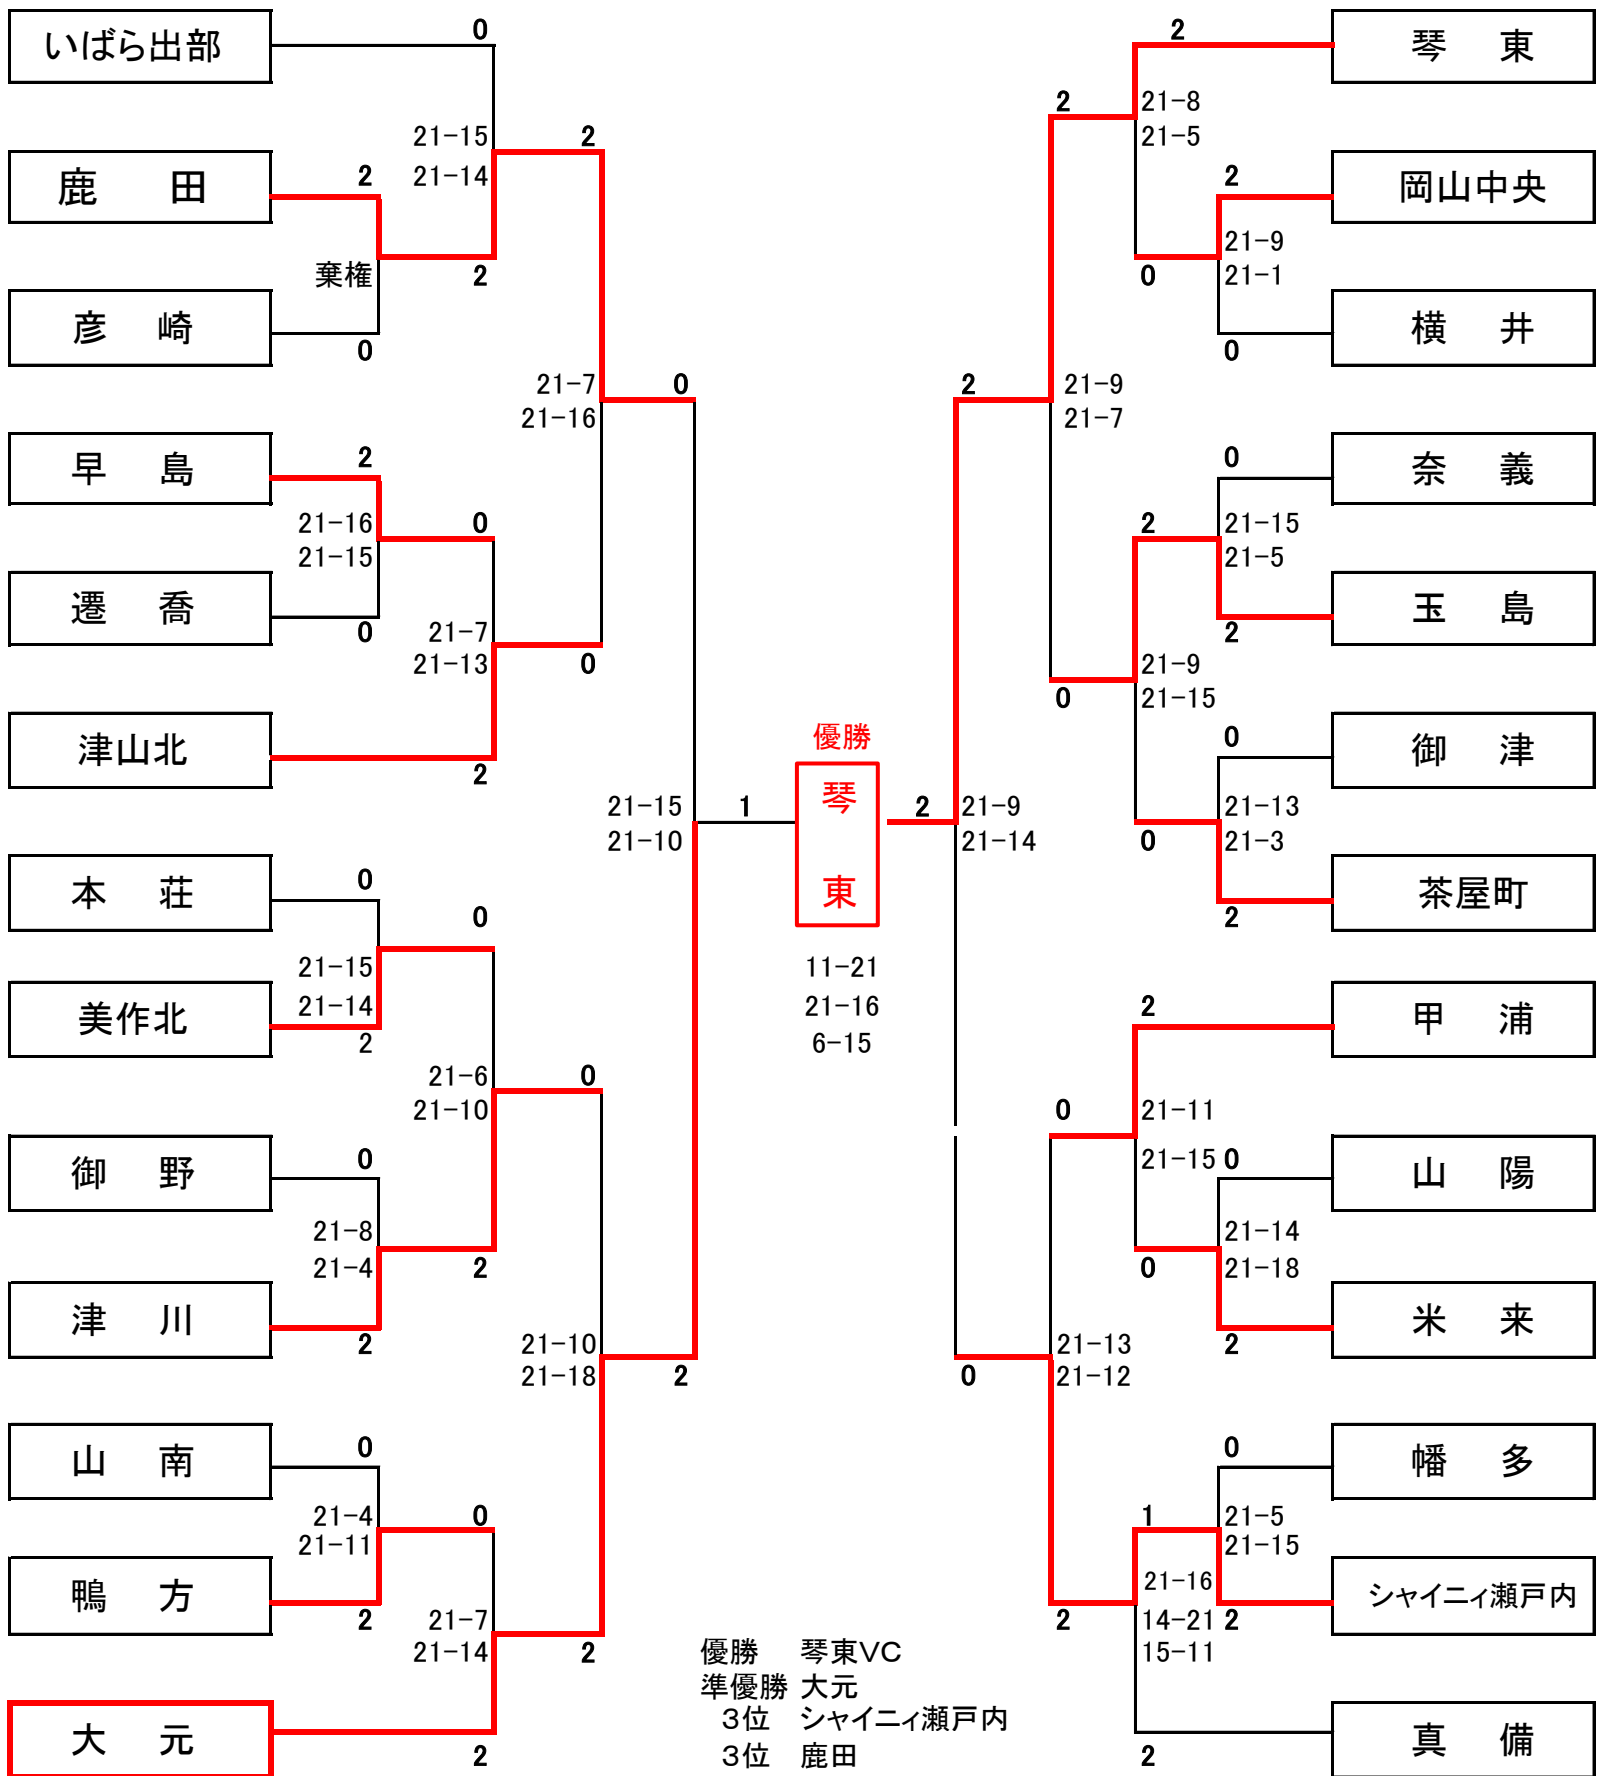 いばら出部
0
21-15
21-14
2
鹿 田
2
棄権
2
彦 崎
0
21-7
21-16
0
早 島
2
21-16
21-15
0
遷 喬
0
21-7
21-13
0
津山北
2
21-15
21-10
1
本 荘
0
0
21-15
21-14
美作北
2
21-6
21-10
0
御 野
0
21-8
21-4
2
津 川
2
21-10
21-18
2
山 南
0
21-4
21-11
0
鴨 方
2
21-7
21-14
2
大 元
2
優勝
琴
東
11-21
21-16
6-15
2
琴 東
2
21-8
21-5
2
岡山中央
2
21-9
21-1
0
横 井
0
2
21-9
21-7
奈 義
0
2
21-15
21-5
玉 島
2
0
21-9
21-15
御 津
0
21-13
21-3
0
茶屋町
2
2
21-9
21-14
甲 浦
2
0
21-11
21-15
山 陽
0
21-14
21-18
0
米 来
2
0
21-13
21-12
幡 多
0
1
21-5
21-15
シャイニィ瀬戸内
2
21-16
14-21
15-11
2
真 備
2
優勝 琴東VC
準優勝 大元
3位 シャイニィ瀬戸内
3位 鹿田